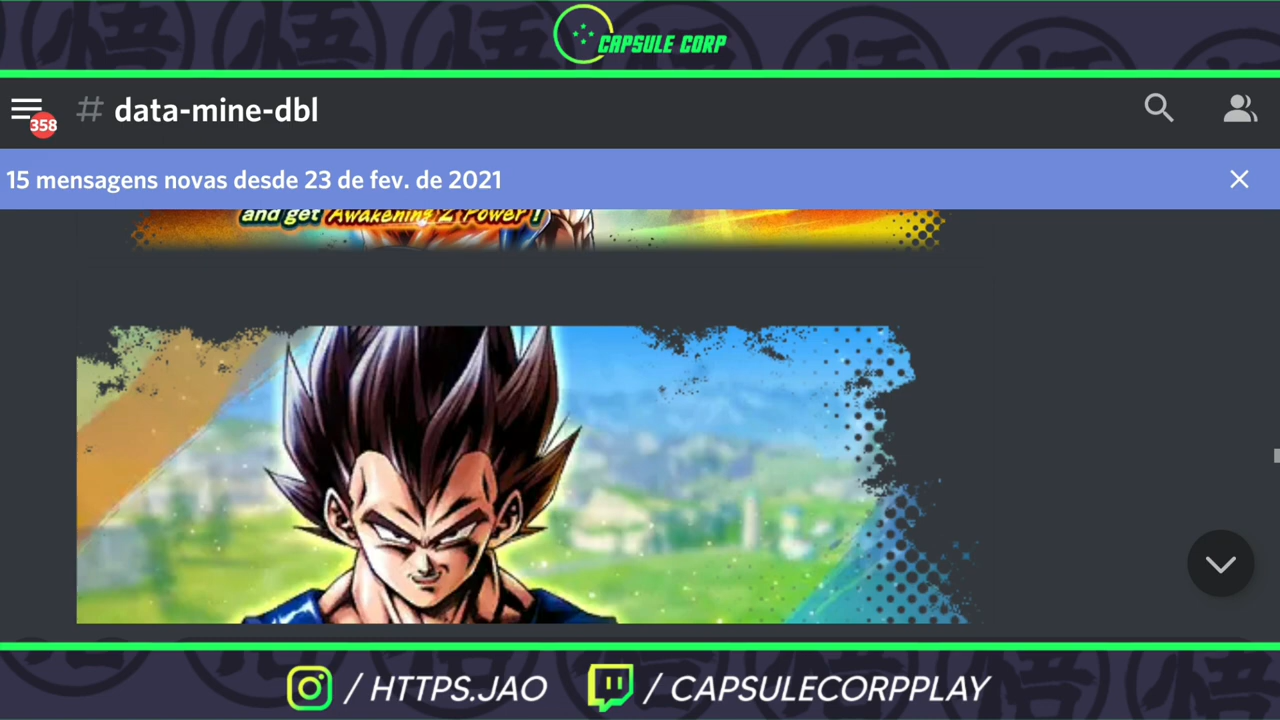 CAPSULE CORP
358
# data-mine-dbl
15 mensagens novas desde 23 de fev. de 2021
and get Awakening Z Power!
/ HTTPS.JAO / CAPSULECORPPLAY